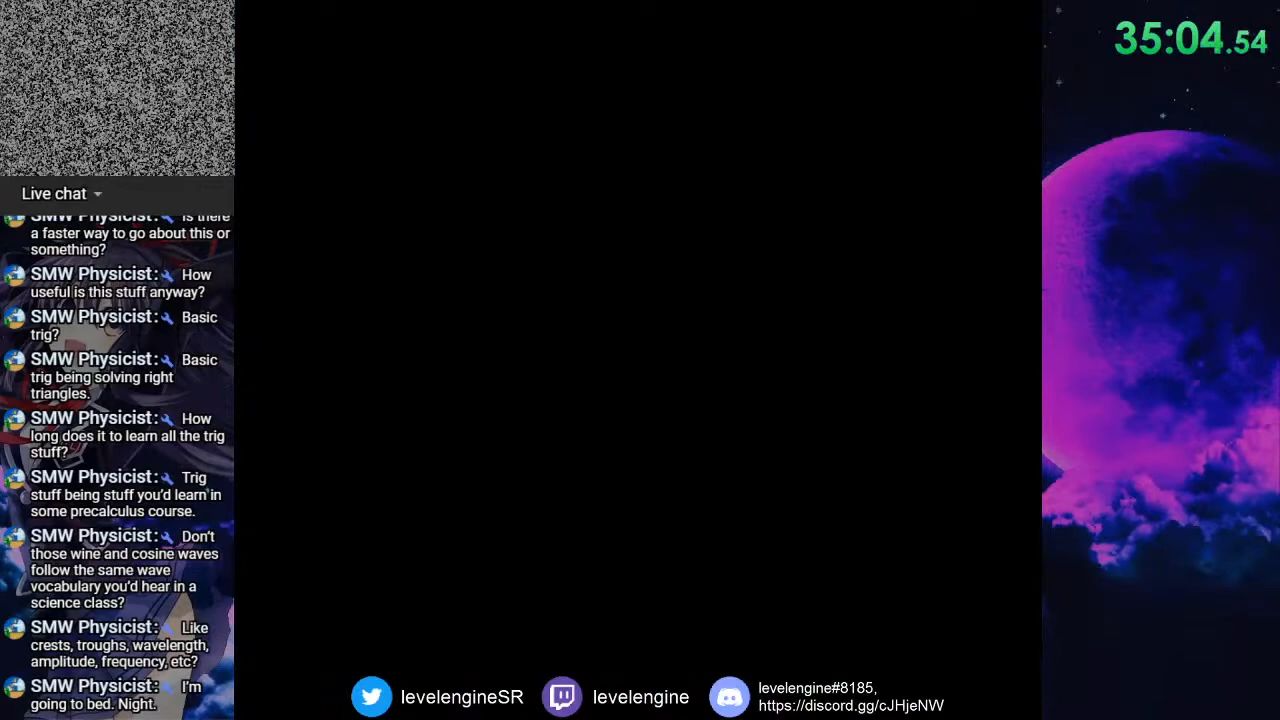 35:04.54
Live chat
SMW Physicist: Is there
a faster way to go about this or
something?
SMW Physicist: How
useful is this stuff anyway?
SMW Physicist: Basic
trig?
SMW Physicist: Basic
trig being solving right
triangles.
SMW Physicist: How
long does it to learn all the trig
stuff?
SMW Physicist: Trig
stuff being stuff you'd learn in
some precalculus course.
SMW Physicist: Don't
those wine and cosine waves
follow the same wave
vocabulary you'd hear in a
science class?
SMW Physicist: Like
crests, troughs, wavelength,
amplitude, frequency, etc?
SMW Physicist: I'm
going to bed. Night.
levelengineSR
levelengine
levelengine#8185,
https://discord.gg/cJHjeNW